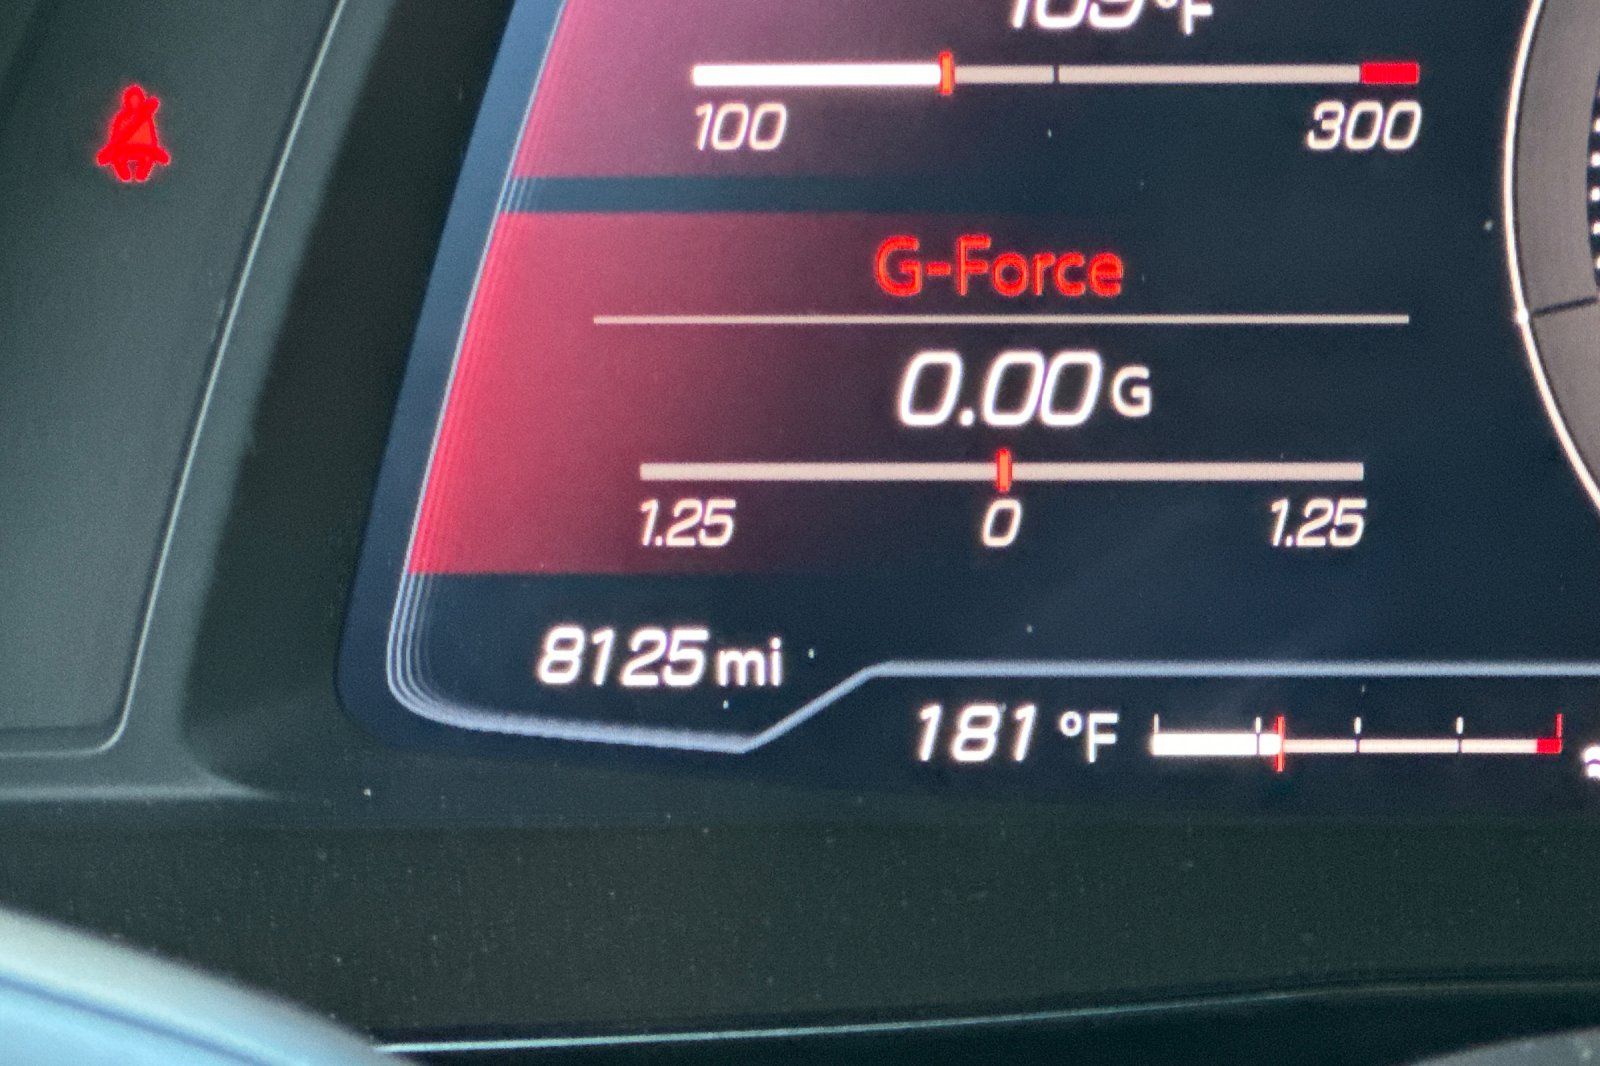 °F
100 300
G-Force
0.00 G
1.25 0 1.25
8125 mi
181 °F